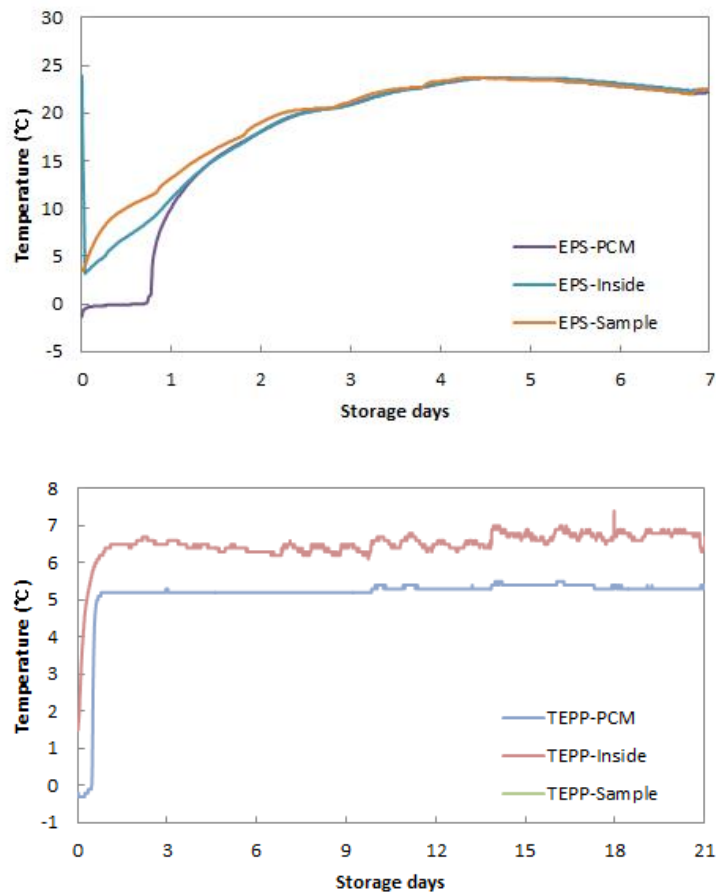 30
25
20
15
10
5
0
-5
Temperature (℃)
EPS-PCM
EPS-Inside
EPS-Sample
0 1 2 3 4 5 6 7
Storage days
8
7
6
5
4
3
2
1
0
-1
Temperature (℃)
TEPP-PCM
TEPP-Inside
TEPP-Sample
0 3 6 9 12 15 18 21
Storage days